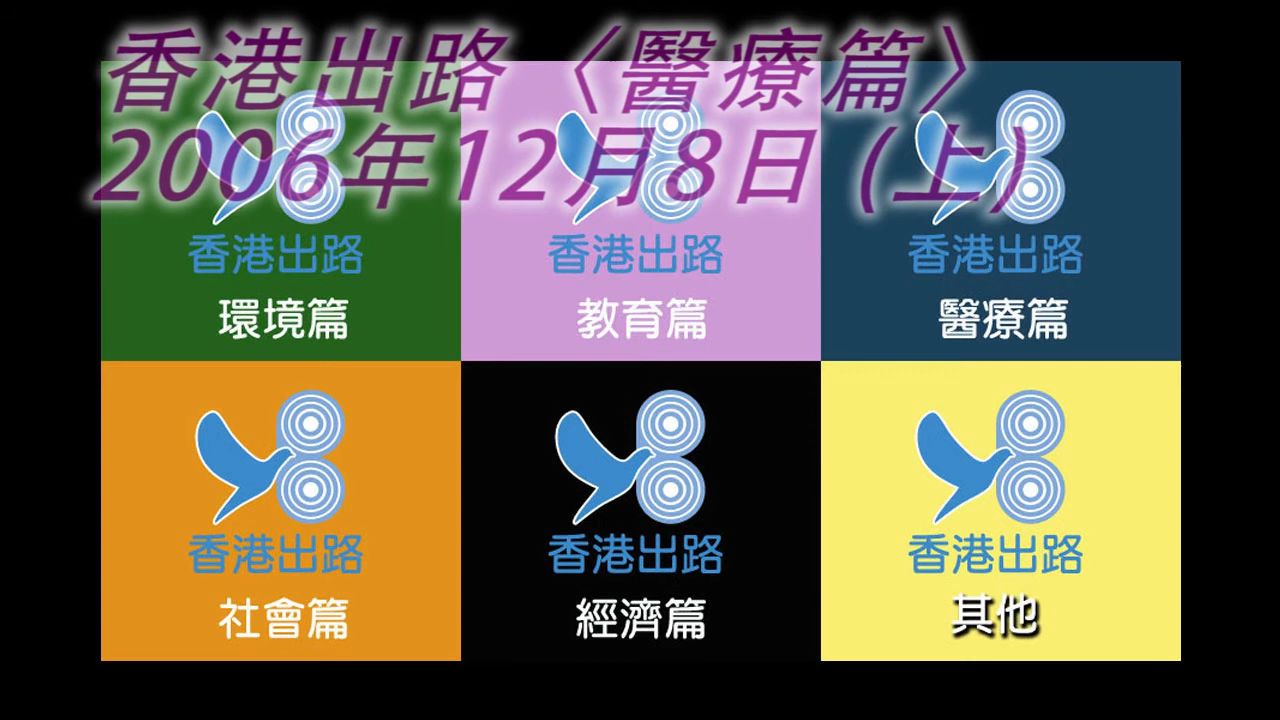 香港出路〈醫療篇〉
2006年12月8日 (上)
香港出路
環境篇
香港出路
教育篇
香港出路
醫療篇
香港出路
社會篇
香港出路
經濟篇
香港出路
其他